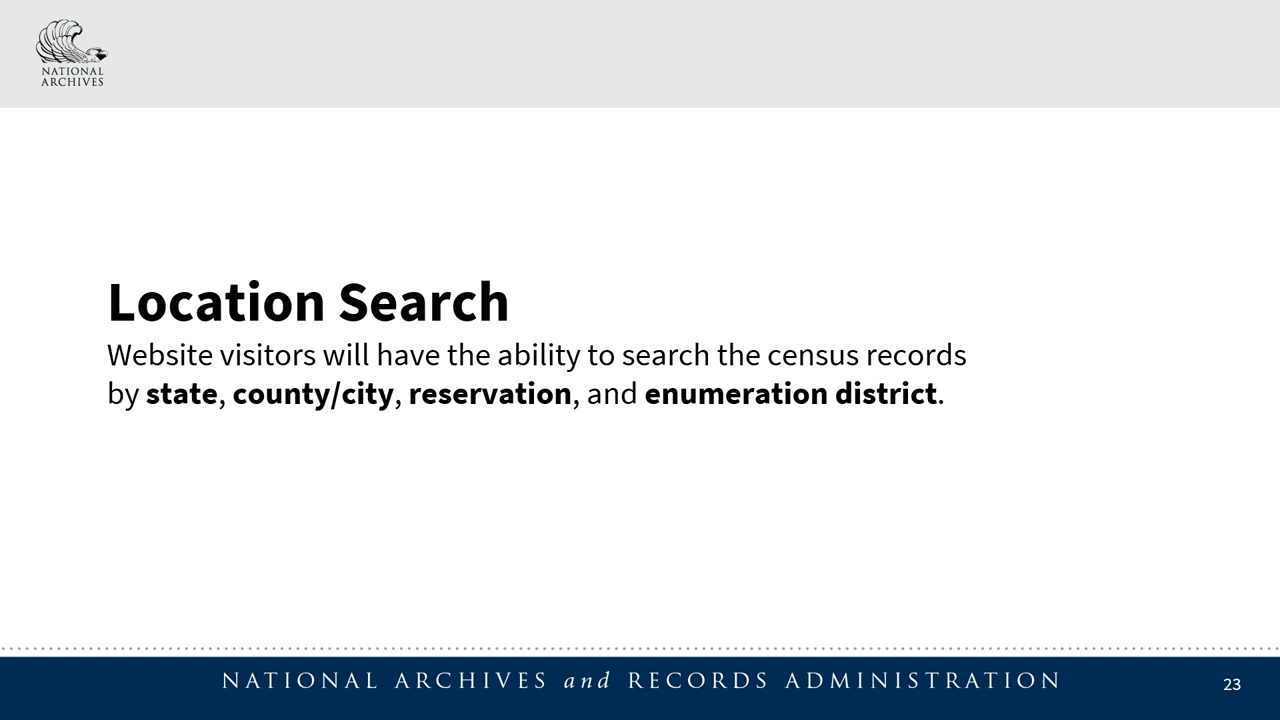 NATIONAL
ARCHIVES
Location Search
Website visitors will have the ability to search the census records
by state, county/city, reservation, and enumeration district.
NATIONAL ARCHIVES and RECORDS ADMINISTRATION
23